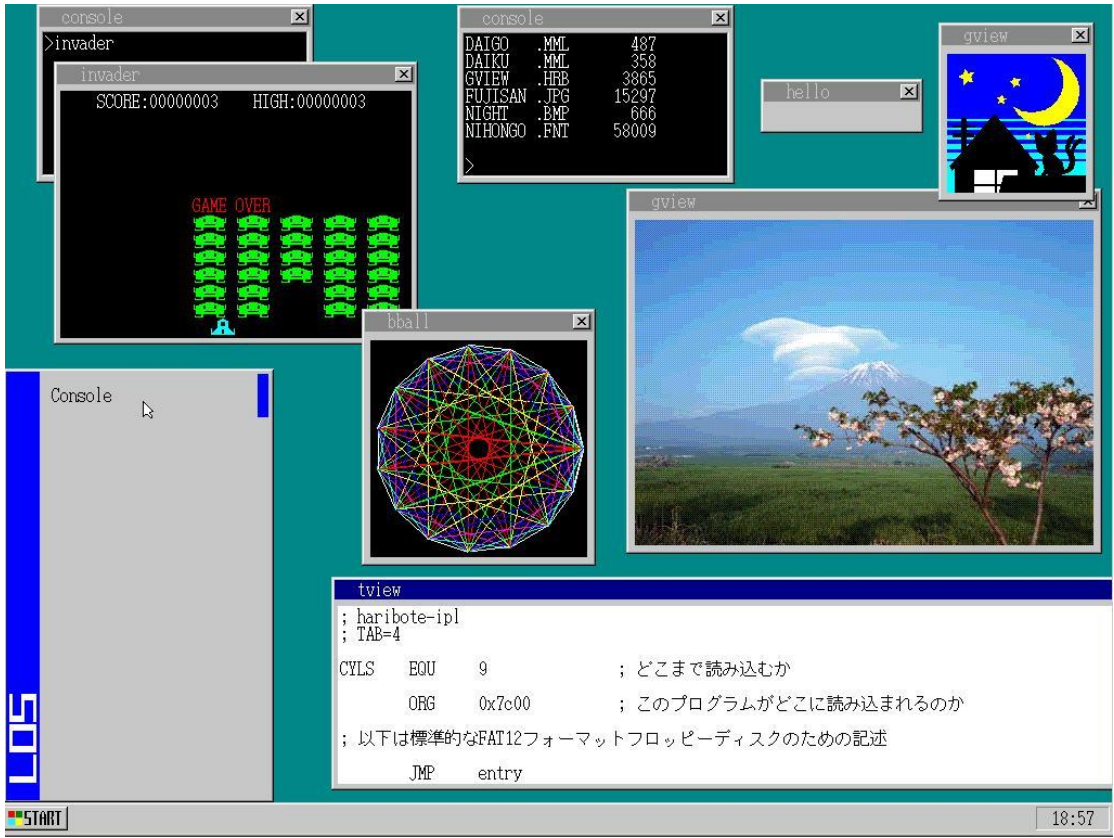 console
>invader
invader
SCORE:00000003 HIGH:00000003
GAME OVER
console
DAIGO .MML 487
DAIKU .MML 358
GVIEW .HRB 3865
FUJISAN .JPG 15297
NIGHT .BMP 666
NIHONGO .FNT 58009
>
hello
gview
gview
bball
Console
LOS
tview
; haribote-ipl
; TAB=4
CYLS EQU 9 ; どこまで読み込むか
ORG 0x7c00 ; このプログラムがどこに読み込まれるのか
; 以下は標準的なFAT12フォーマットフロッピーディスクのための記述
JMP entry
START
18:57